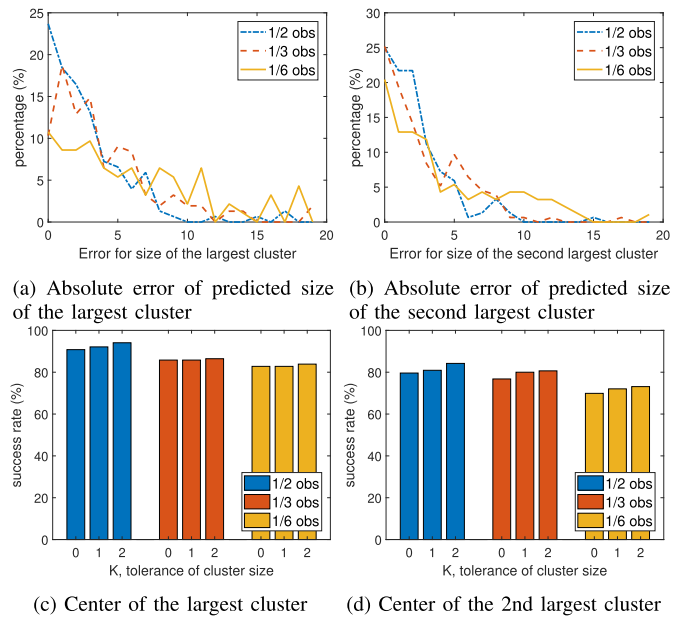 25
20
15
10
5
0
percentage (%)
1/2 obs
1/3 obs
1/6 obs
0 5 10 15 20
Error for size of the largest cluster
(a) Absolute error of predicted size
of the largest cluster
30
25
20
15
10
5
0
percentage (%)
1/2 obs
1/3 obs
1/6 obs
0 5 10 15 20
Error for size of the second largest cluster
(b) Absolute error of predicted size
of the second largest cluster
100
80
60
40
20
0
success rate (%)
1/2 obs
1/3 obs
1/6 obs
0 1 2 0 1 2 0 1 2
K, tolerance of cluster size
(c) Center of the largest cluster
100
80
60
40
20
0
success rate (%)
1/2 obs
1/3 obs
1/6 obs
0 1 2 0 1 2 0 1 2
K, tolerance of cluster size
(d) Center of the 2nd largest cluster